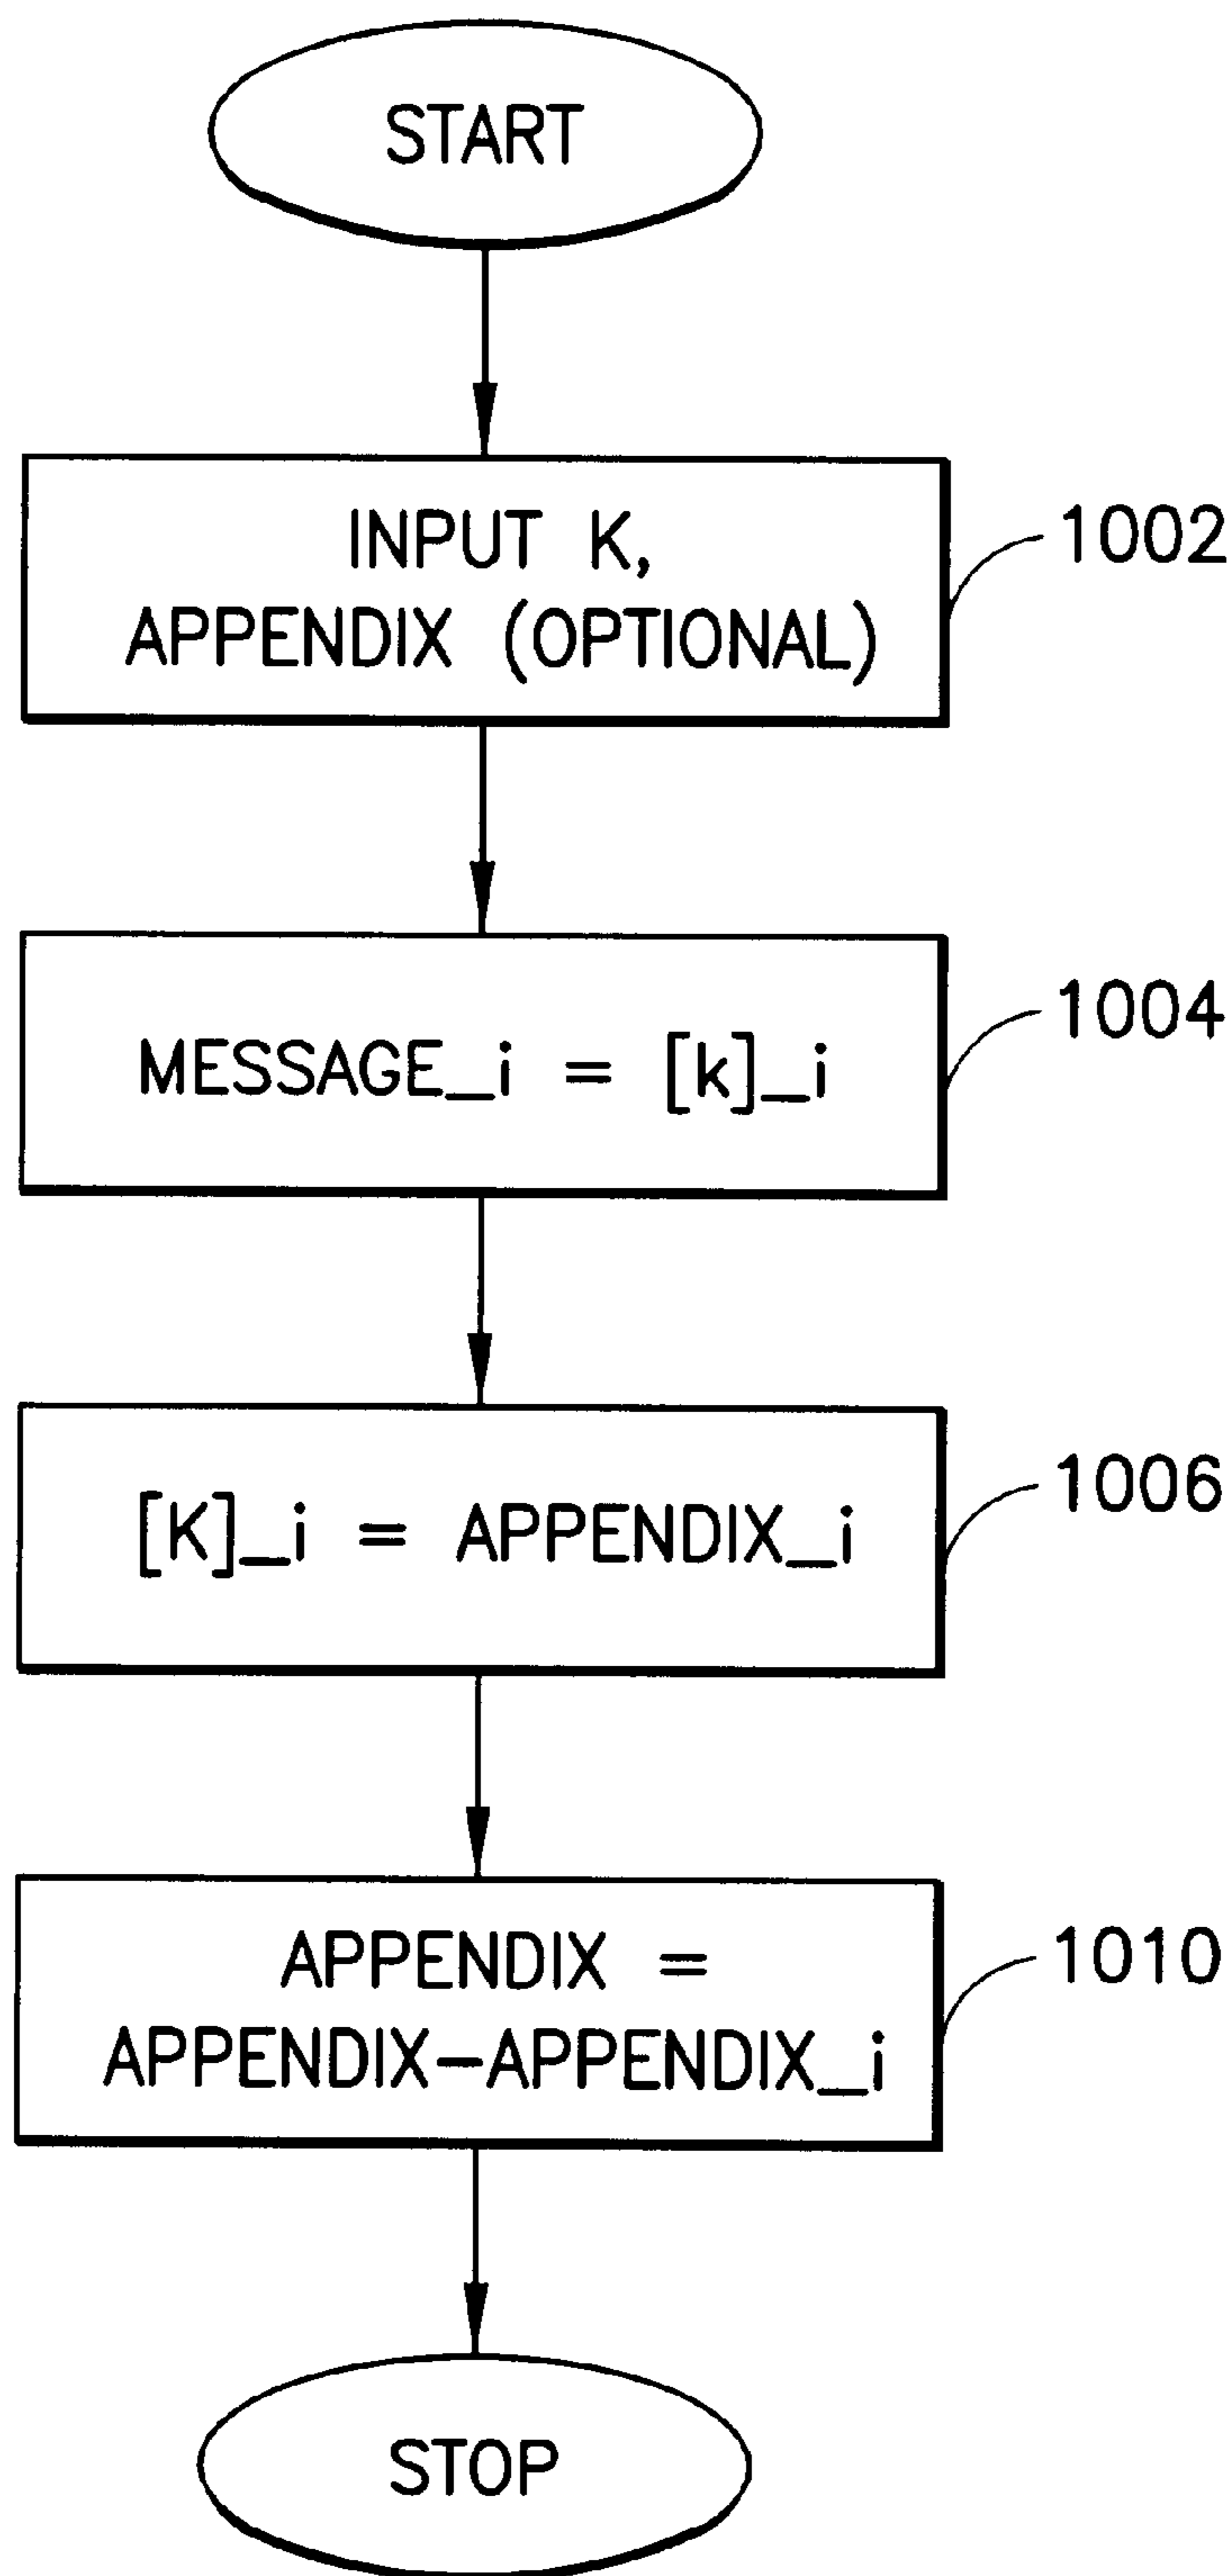 START
INPUT K,
APPENDIX (OPTIONAL)
1002
MESSAGE_i = [k]_i
1004
[K]_i = APPENDIX_i
1006
APPENDIX =
APPENDIX-APPENDIX_i
1010
STOP